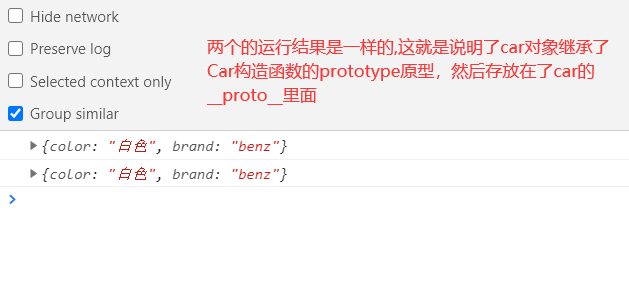 Hide network
Preserve log
Selected context only
Group similar
两个的运行结果是一样的,这就是说明了car对象继承了
Car构造函数的prototype原型，然后存放在了car的
__proto__里面
{color: "白色", brand: "benz"}
{color: "白色", brand: "benz"}